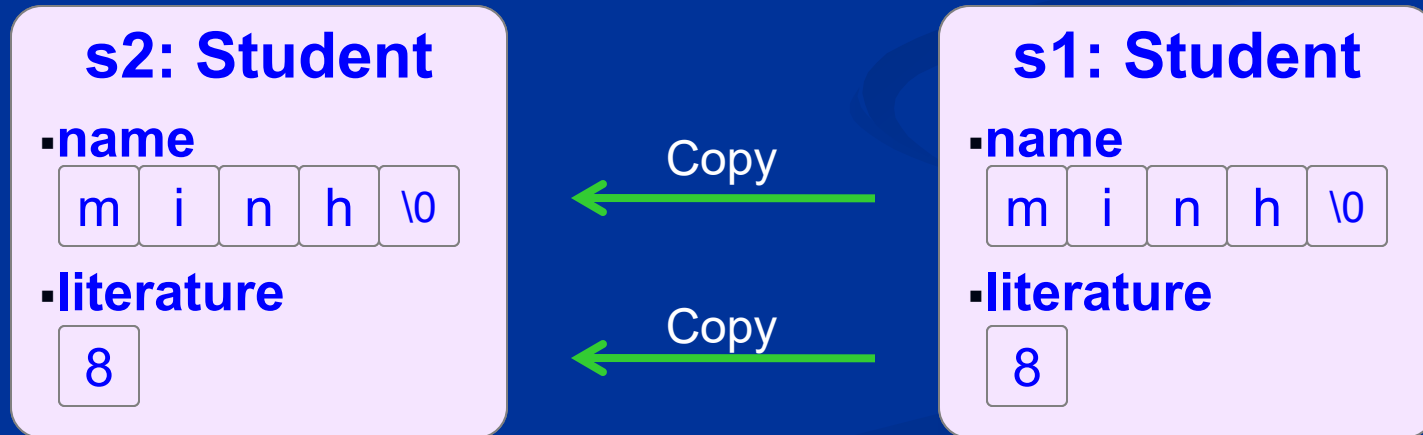 s2: Student
▪name
m i n h \0
▪literature
8
Copy
Copy
s1: Student
▪name
m i n h \0
▪literature
8